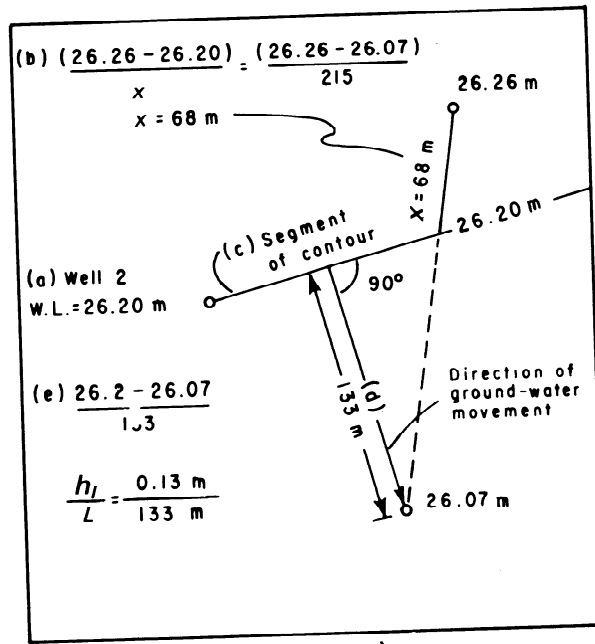 (b) (26.26 - 26.20) = (26.26 - 26.07)
x 215
x = 68 m
26.26 m
X = 68 m
26.20 m
(c) Segment
of contour
(a) Well 2
W.L.= 26.20 m
90°
(e) 26.2 - 26.07
(d)
133 m
Direction of
ground-water
movement
26.07 m
h₁ = 0.13 m
L 133 m